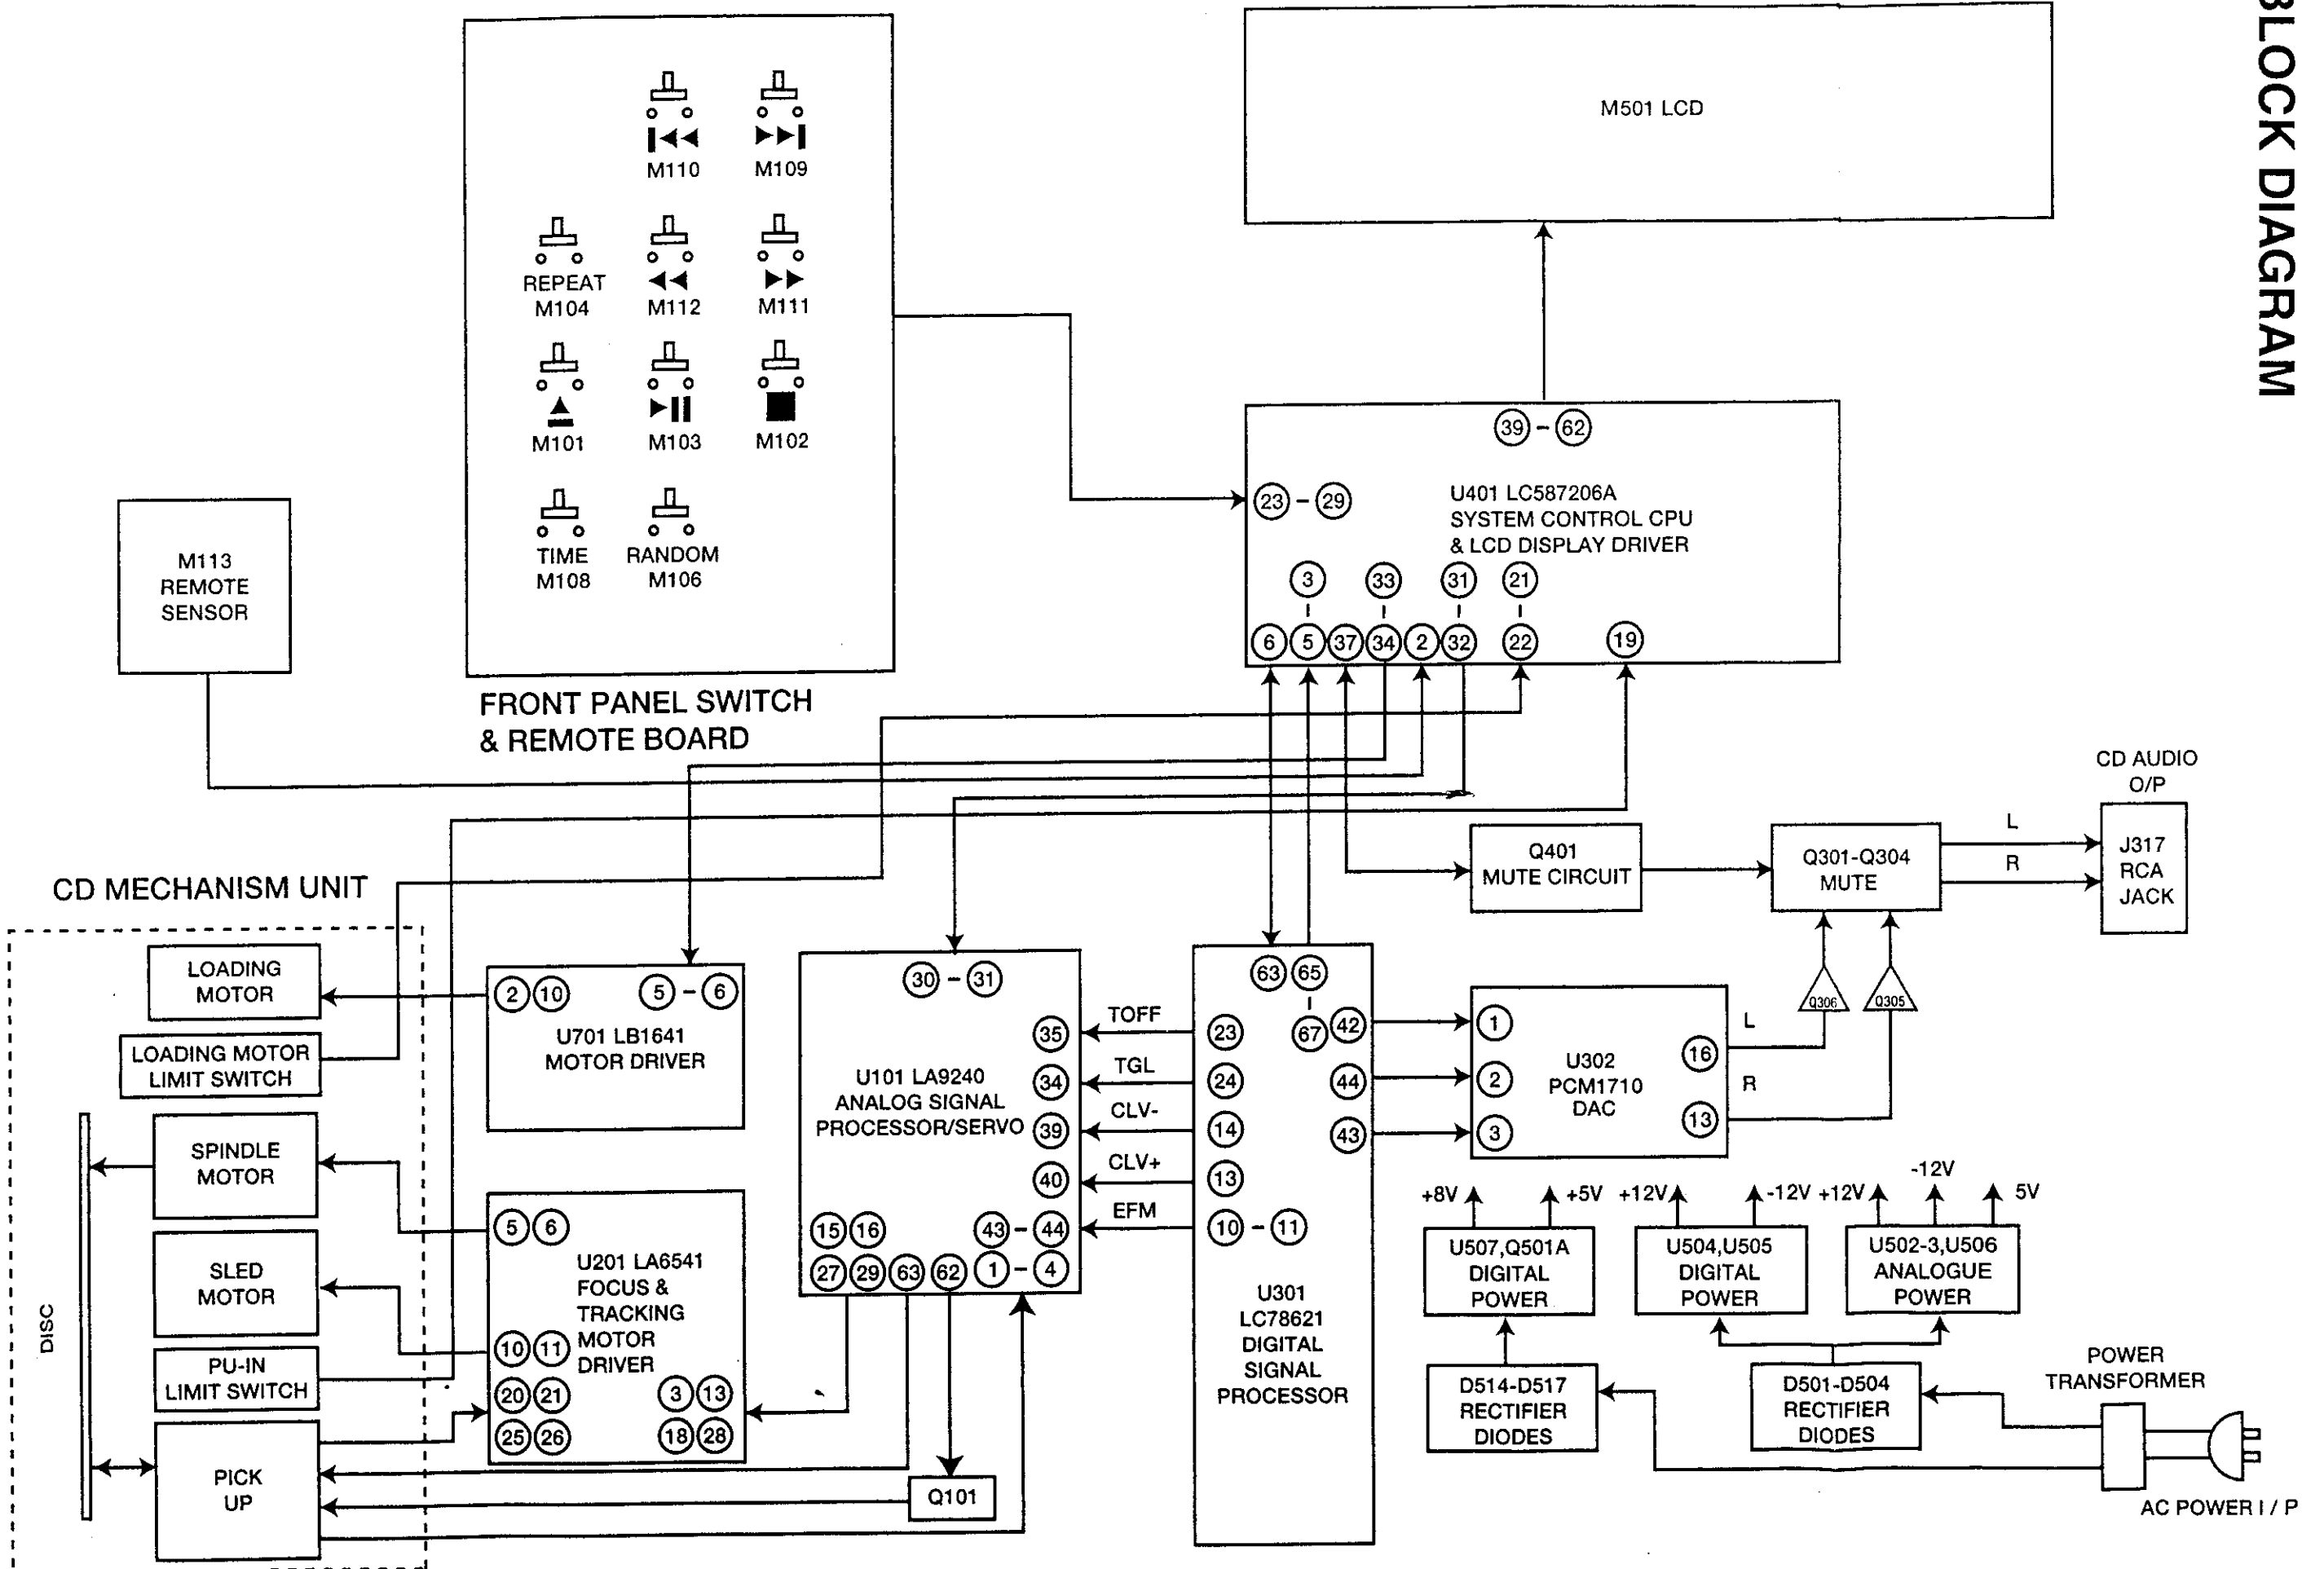 BLOCK DIAGRAM
M501 LCD
M110
M109
REPEAT
M104
M112
M111
M101
M103
M102
TIME
M108
RANDOM
M106
FRONT PANEL SWITCH
& REMOTE BOARD
M113
REMOTE
SENSOR
39 - 62
23 - 29
U401 LC587206A
SYSTEM CONTROL CPU
& LCD DISPLAY DRIVER
3 33 31 21
6 5 37 34 2 32 22 19
CD AUDIO
O/P
Q401
MUTE CIRCUIT
Q301-Q304
MUTE
L
R
J317
RCA
JACK
CD MECHANISM UNIT
LOADING
MOTOR
LOADING MOTOR
LIMIT SWITCH
SPINDLE
MOTOR
SLED
MOTOR
PU-IN
LIMIT SWITCH
PICK
UP
DISC
2 10 5 - 6
U701 LB1641
MOTOR DRIVER
5 6
U201 LA6541
FOCUS &
TRACKING
MOTOR
DRIVER
10 11
20 21 3 13
25 26 18 28
30 - 31
35
34
39
40
U101 LA9240
ANALOG SIGNAL
PROCESSOR/SERVO
15 16 43 - 44
27 29 63 62 1 - 4
Q101
TOFF
TGL
CLV-
CLV+
EFM
63 65
67 42
23
24 44
14 43
13
10 - 11
U301
LC78621
DIGITAL
SIGNAL
PROCESSOR
1
2
3
U302
PCM1710
DAC
16
13
L
R
Q306
Q305
+8V
+5V
+12V
-12V
+12V
-12V
5V
U507,Q501A
DIGITAL
POWER
U504,U505
DIGITAL
POWER
U502-3,U506
ANALOGUE
POWER
D514-D517
RECTIFIER
DIODES
D501-D504
RECTIFIER
DIODES
POWER
TRANSFORMER
AC POWER I / P